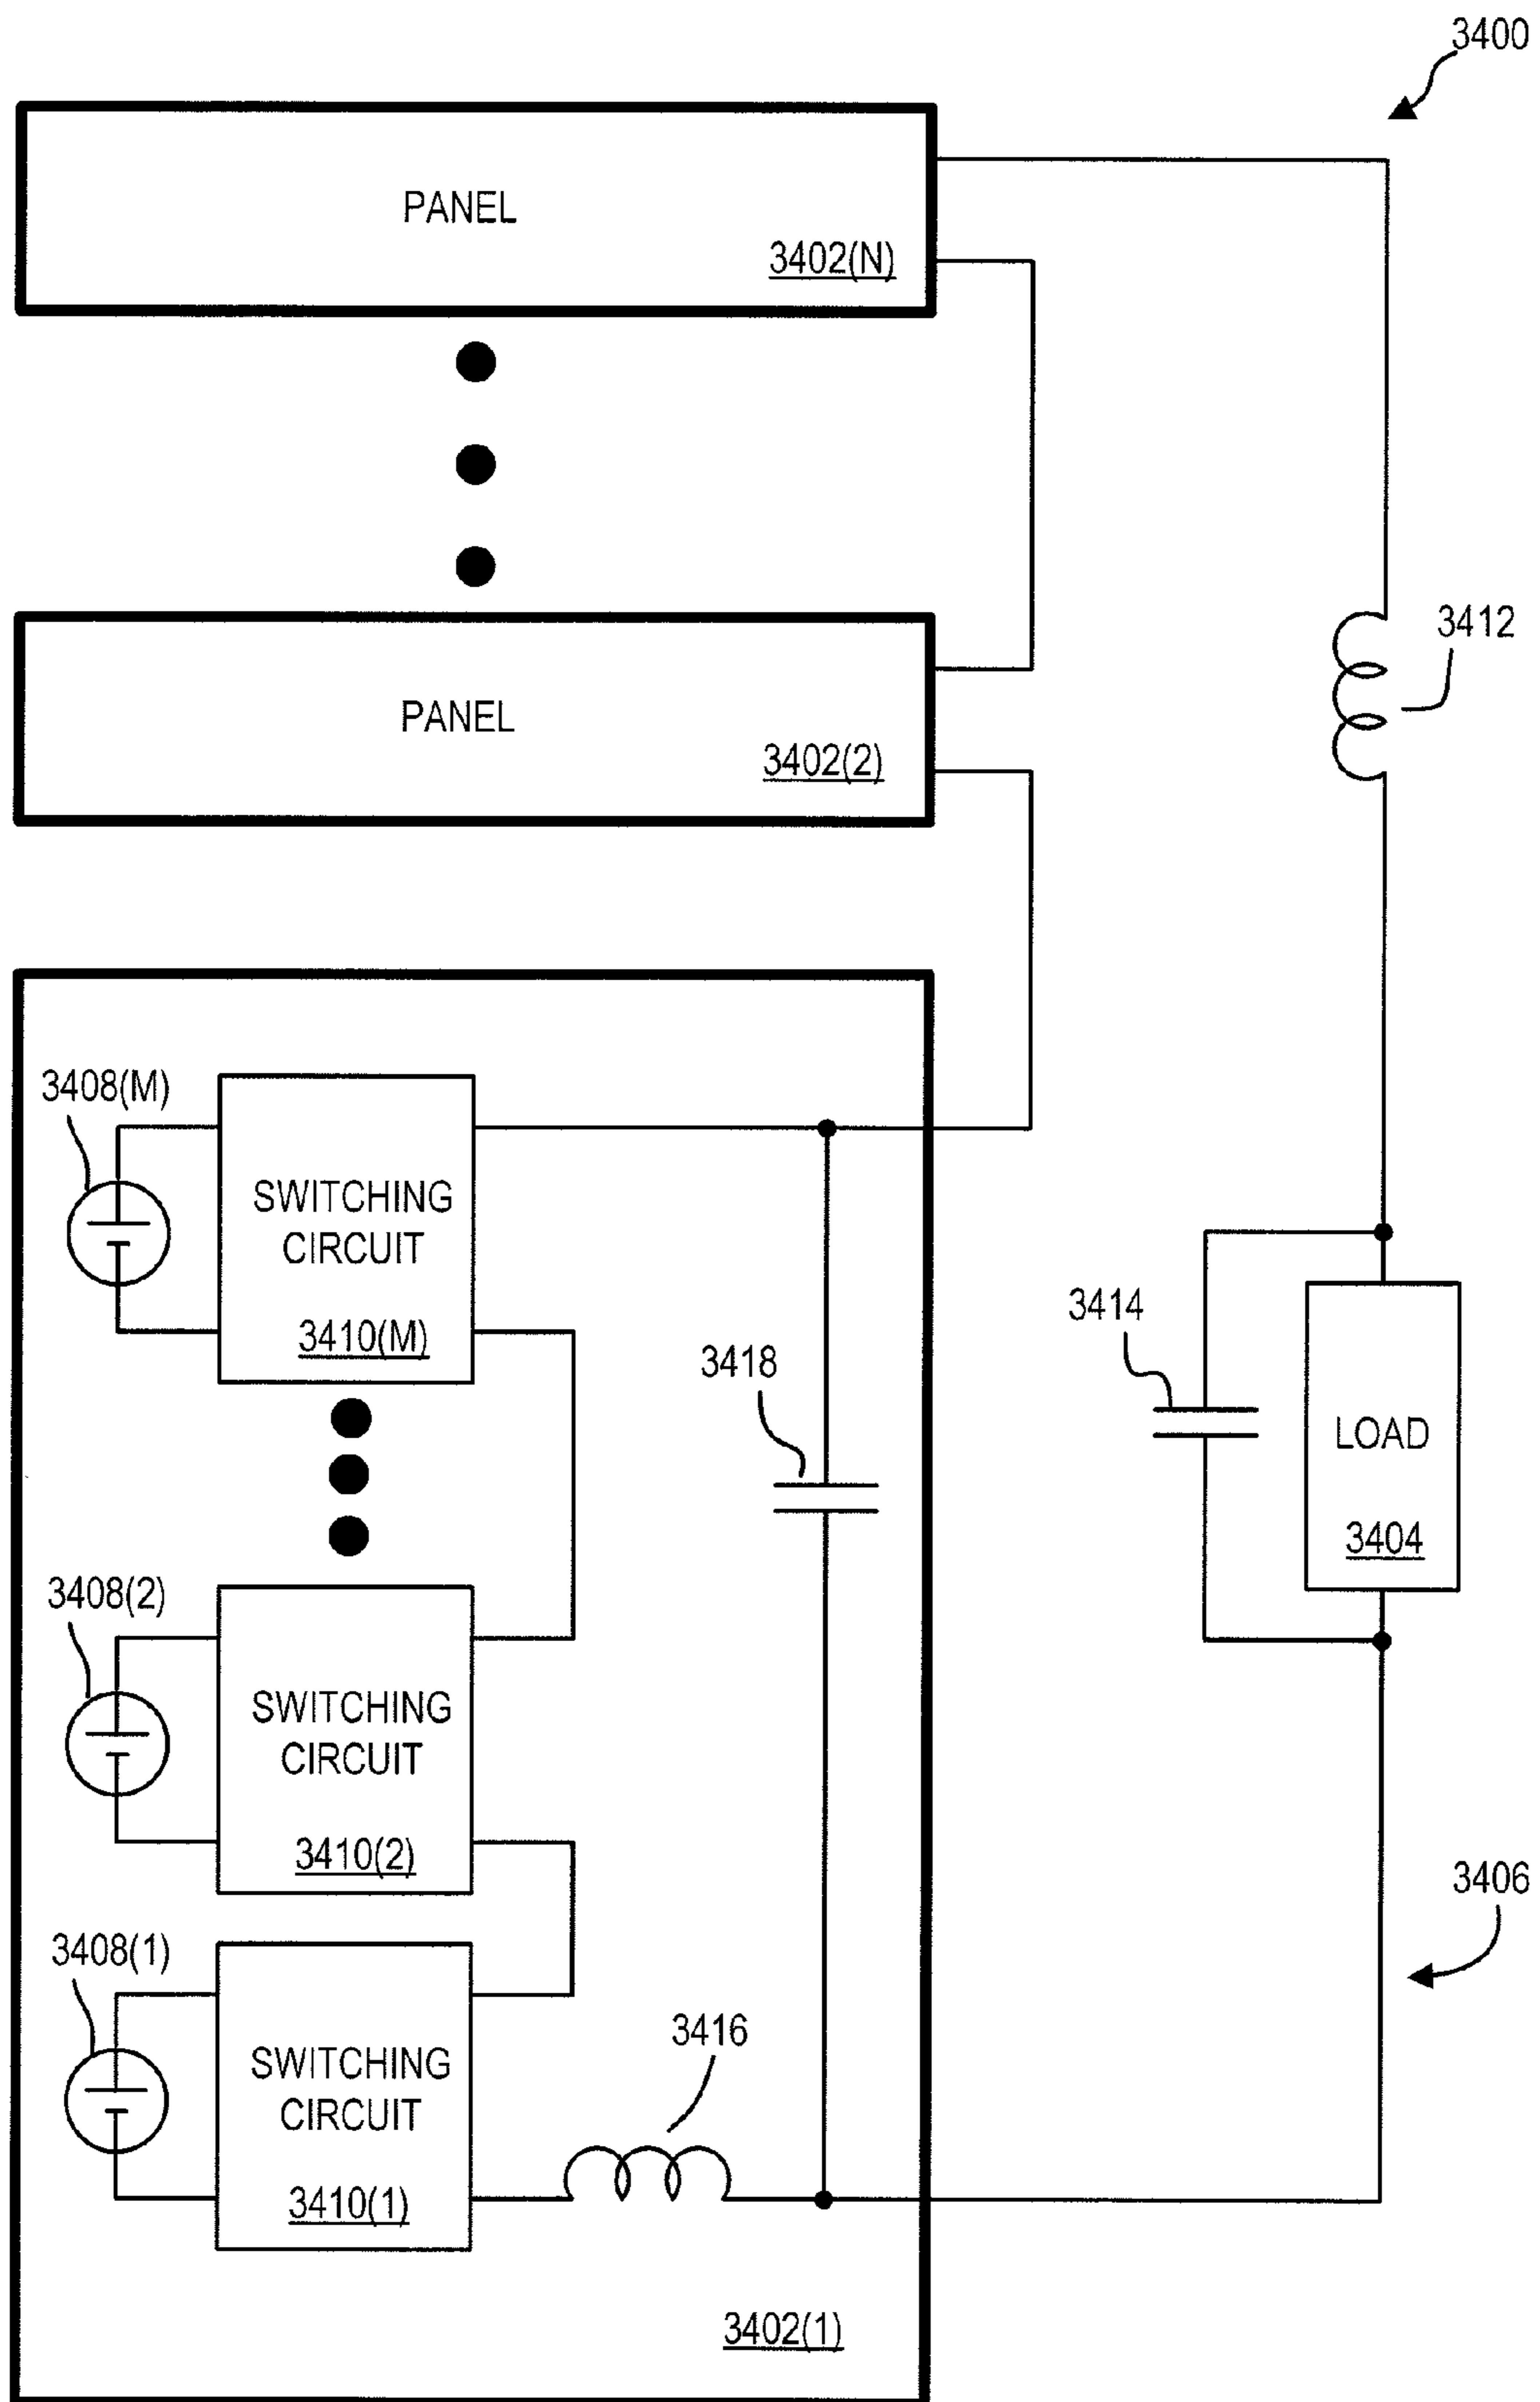 3400
PANEL
3402(N)
3412
PANEL
3402(2)
3408(M)
SWITCHING
CIRCUIT
3410(M)
3418
3414
LOAD
3404
3408(2)
SWITCHING
CIRCUIT
3410(2)
3406
3408(1)
SWITCHING
CIRCUIT
3410(1)
3416
3402(1)